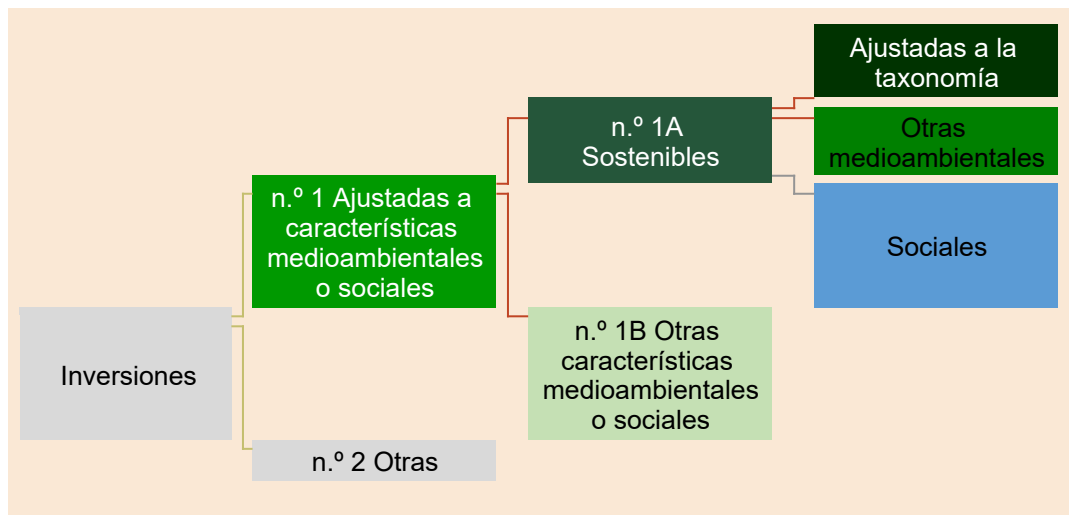 Inversiones
n.º 1 Ajustadas a
características
medioambientales
o sociales
n.º 2 Otras
n.º 1A
Sostenibles
n.º 1B Otras
características
medioambientales
o sociales
Ajustadas a la
taxonomía
Otras
medioambientales
Sociales